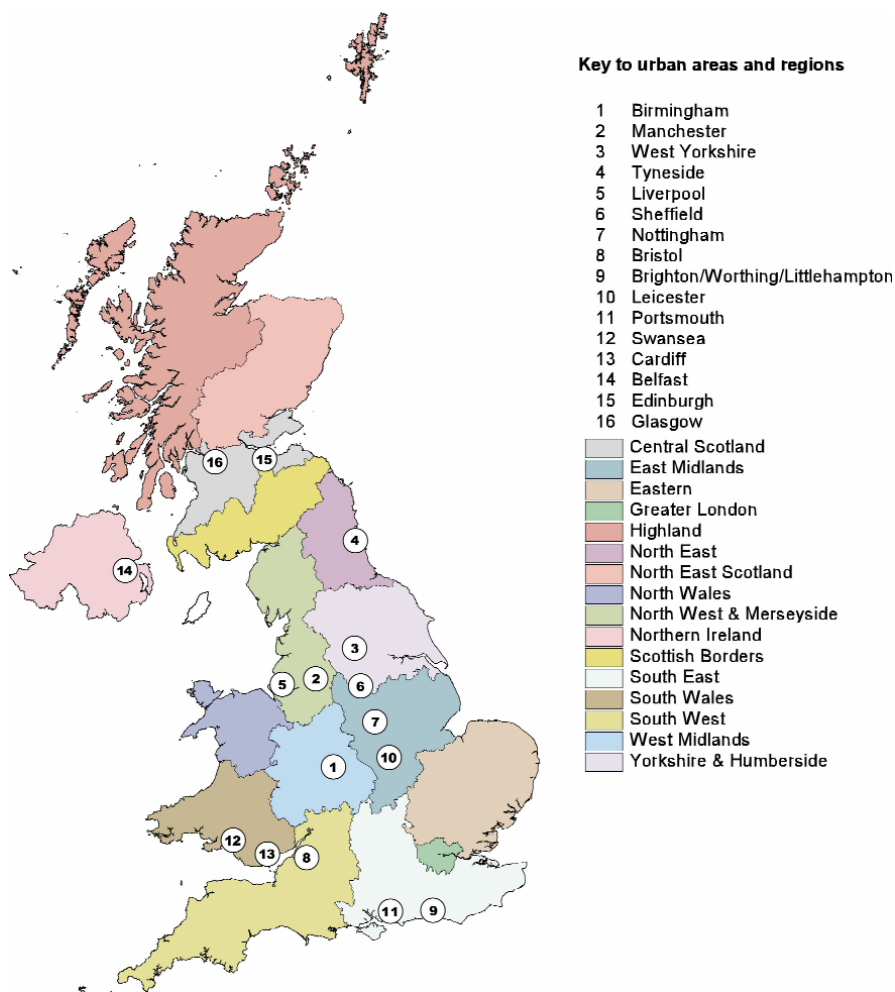 Key to urban areas and regions
1 Birmingham
2 Manchester
3 West Yorkshire
4 Tyneside
5 Liverpool
6 Sheffield
7 Nottingham
8 Bristol
9 Brighton/Worthing/Littlehampton
10 Leicester
11 Portsmouth
12 Swansea
13 Cardiff
14 Belfast
15 Edinburgh
16 Glasgow
Central Scotland
East Midlands
Eastern
Greater London
Highland
North East
North East Scotland
North Wales
North West & Merseyside
Northern Ireland
Scottish Borders
South East
South Wales
South West
West Midlands
Yorkshire & Humberside
16
15
4
14
3
5
2
6
7
10
1
12
13
8
11
9